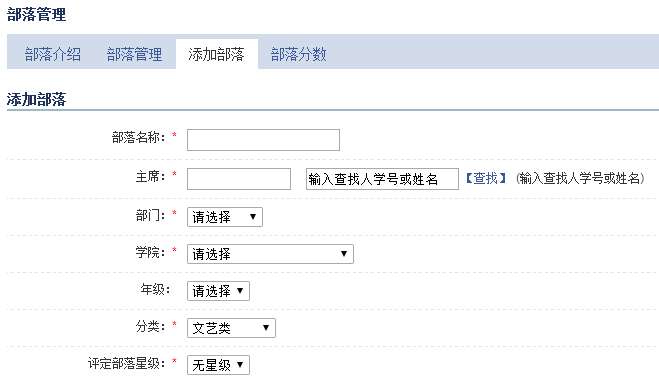 部落管理
部落介绍 部落管理 添加部落 部落分数
添加部落
部落名称：*
主席：* 输入查找人学号或姓名 【查找】 (输入查找人学号或姓名)
部门：* 请选择
学院：* 请选择
年级： 请选择
分类：* 文艺类
评定部落星级：* 无星级